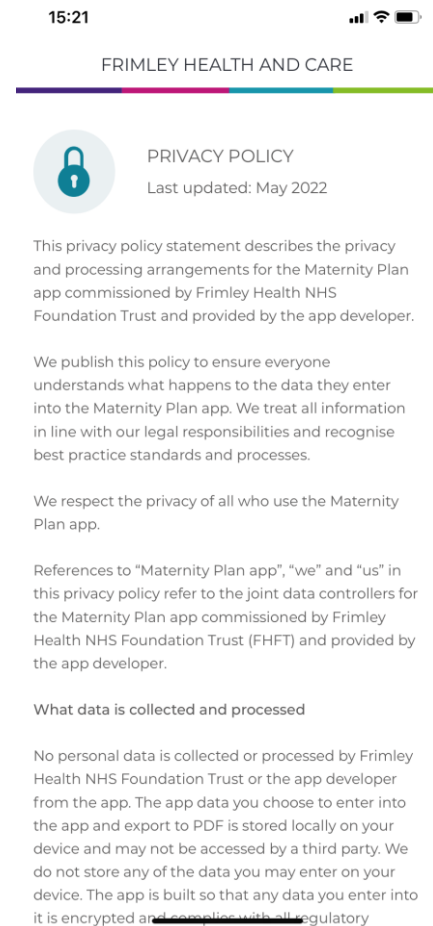 15:21
FRIMLEY HEALTH AND CARE
PRIVACY POLICY
Last updated: May 2022
This privacy policy statement describes the privacy
and processing arrangements for the Maternity Plan
app commissioned by Frimley Health NHS
Foundation Trust and provided by the app developer.
We publish this policy to ensure everyone
understands what happens to the data they enter
into the Maternity Plan app. We treat all information
in line with our legal responsibilities and recognise
best practice standards and processes.
We respect the privacy of all who use the Maternity
Plan app.
References to “Maternity Plan app”, “we” and “us” in
this privacy policy refer to the joint data controllers for
the Maternity Plan app commissioned by Frimley
Health NHS Foundation Trust (FHFT) and provided by
the app developer.
What data is collected and processed
No personal data is collected or processed by Frimley
Health NHS Foundation Trust or the app developer
from the app. The app data you choose to enter into
the app and export to PDF is stored locally on your
device and may not be accessed by a third party. We
do not store any of the data you may enter on your
device. The app is built so that any data you enter into
it is encrypted and complies with all regulatory